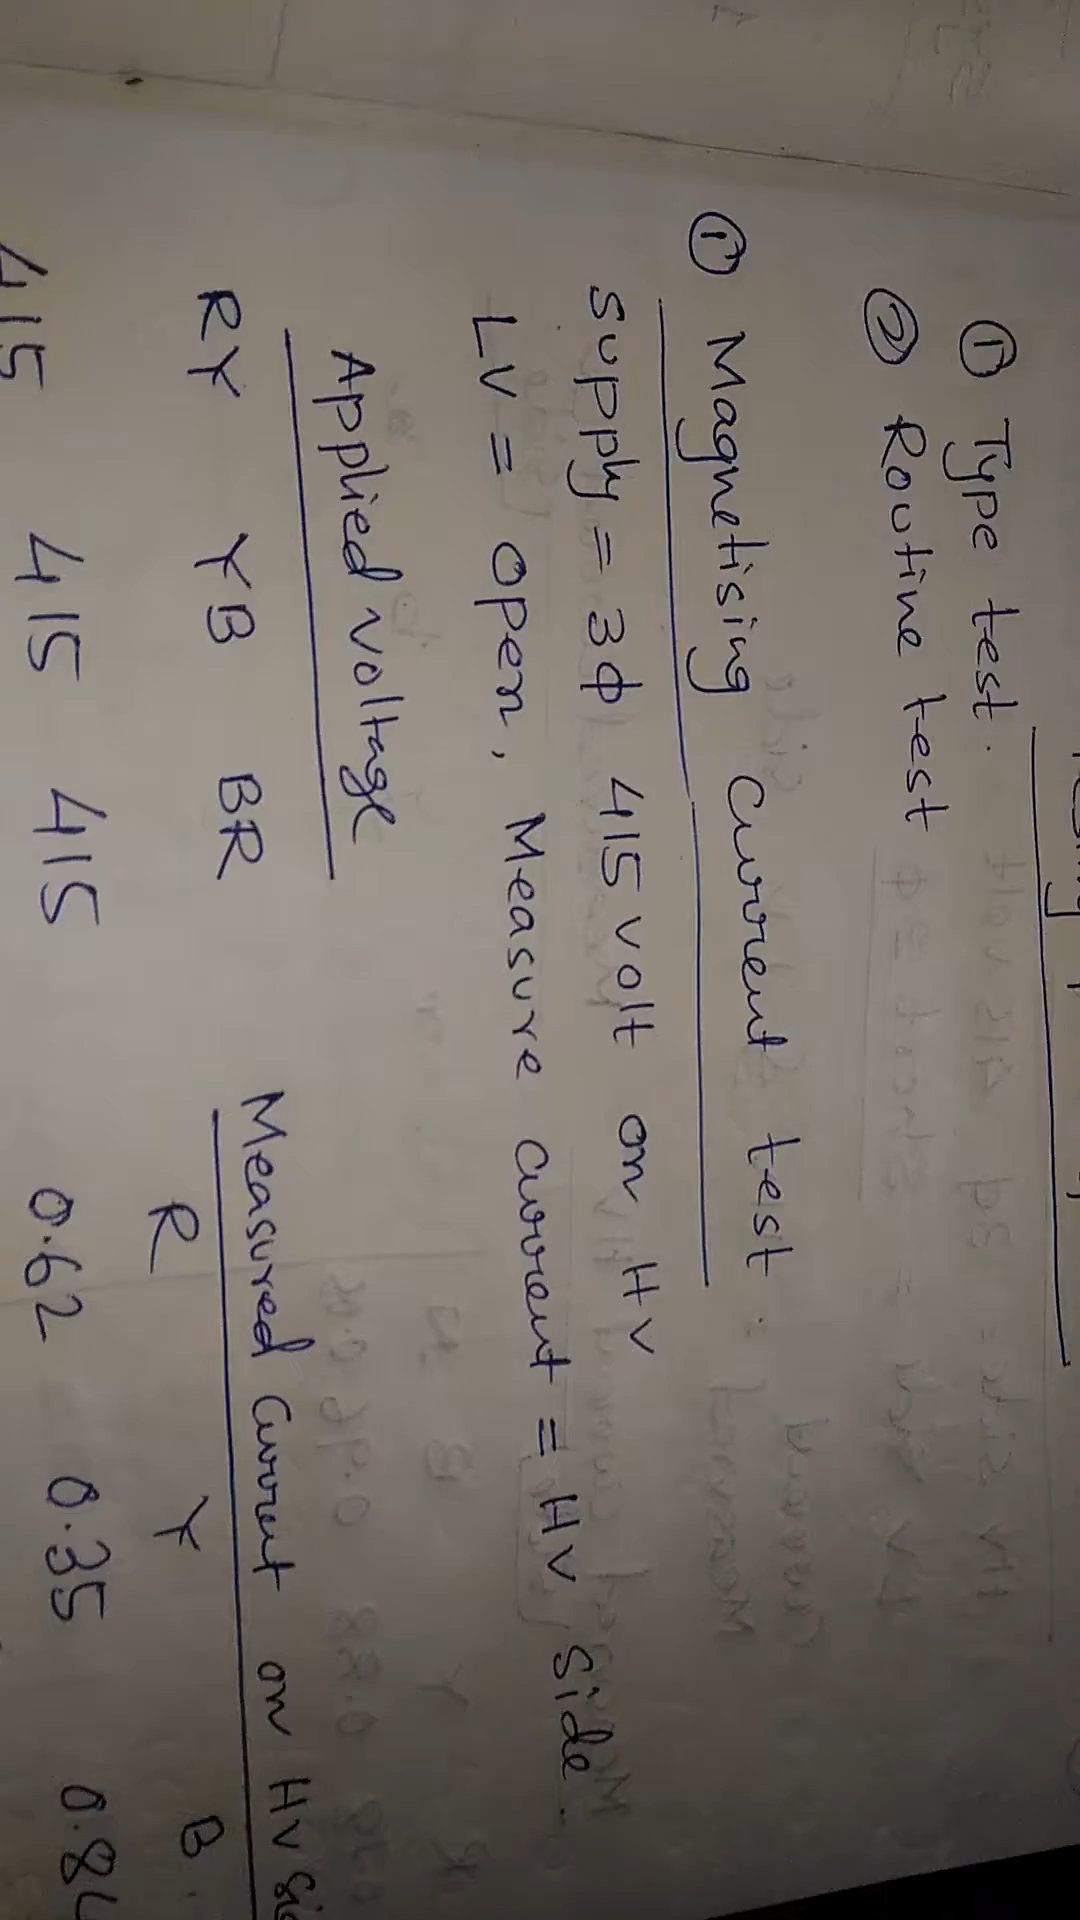 ① Type test.
② Routine test
① Magnetising Current test :
Supply = 3φ 415 volt on HV
LV = open, Measure current = HV Side.
Applied voltage
Measured Current on HV
RY YB BR
R Y B.
415 415 415
0.62 0.35